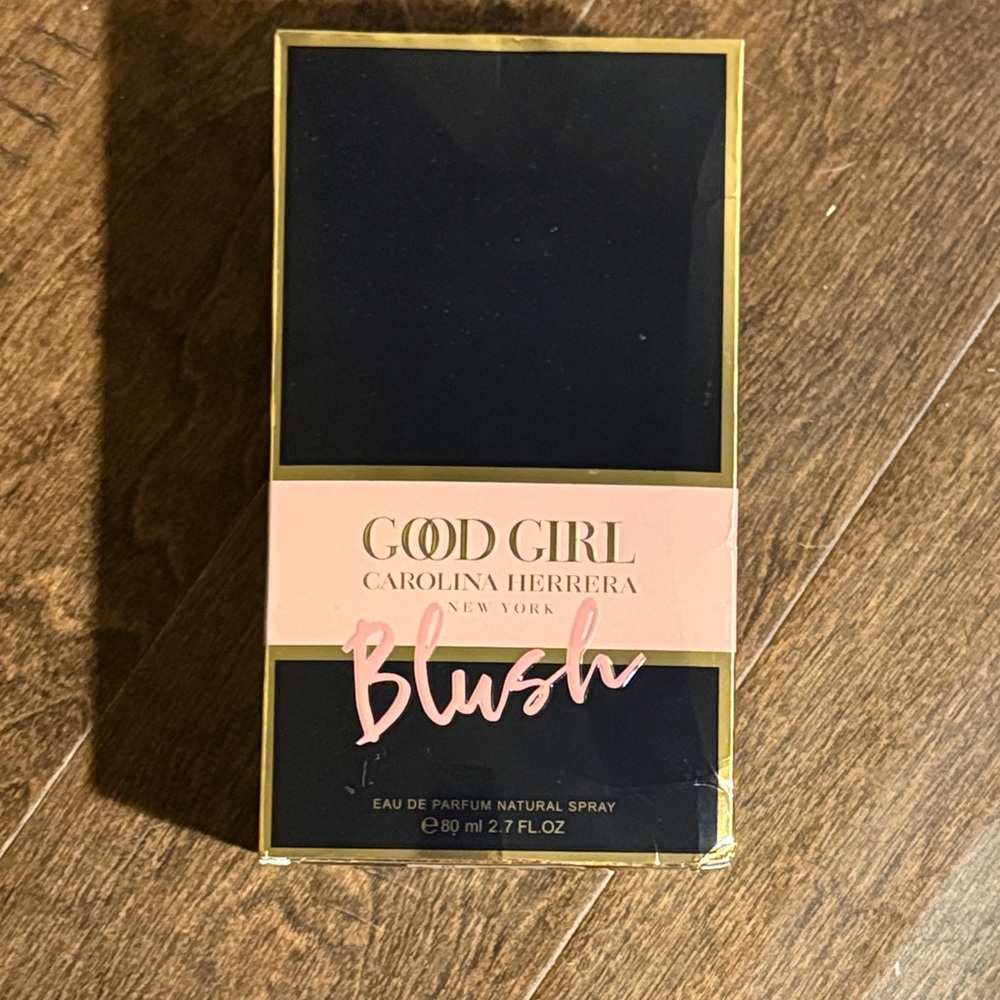 GOOD GIRL
CAROLINA HERRERA
NEW YORK
Blush
EAU DE PARFUM NATURAL SPRAY
℮80 ml 2.7 FL.OZ